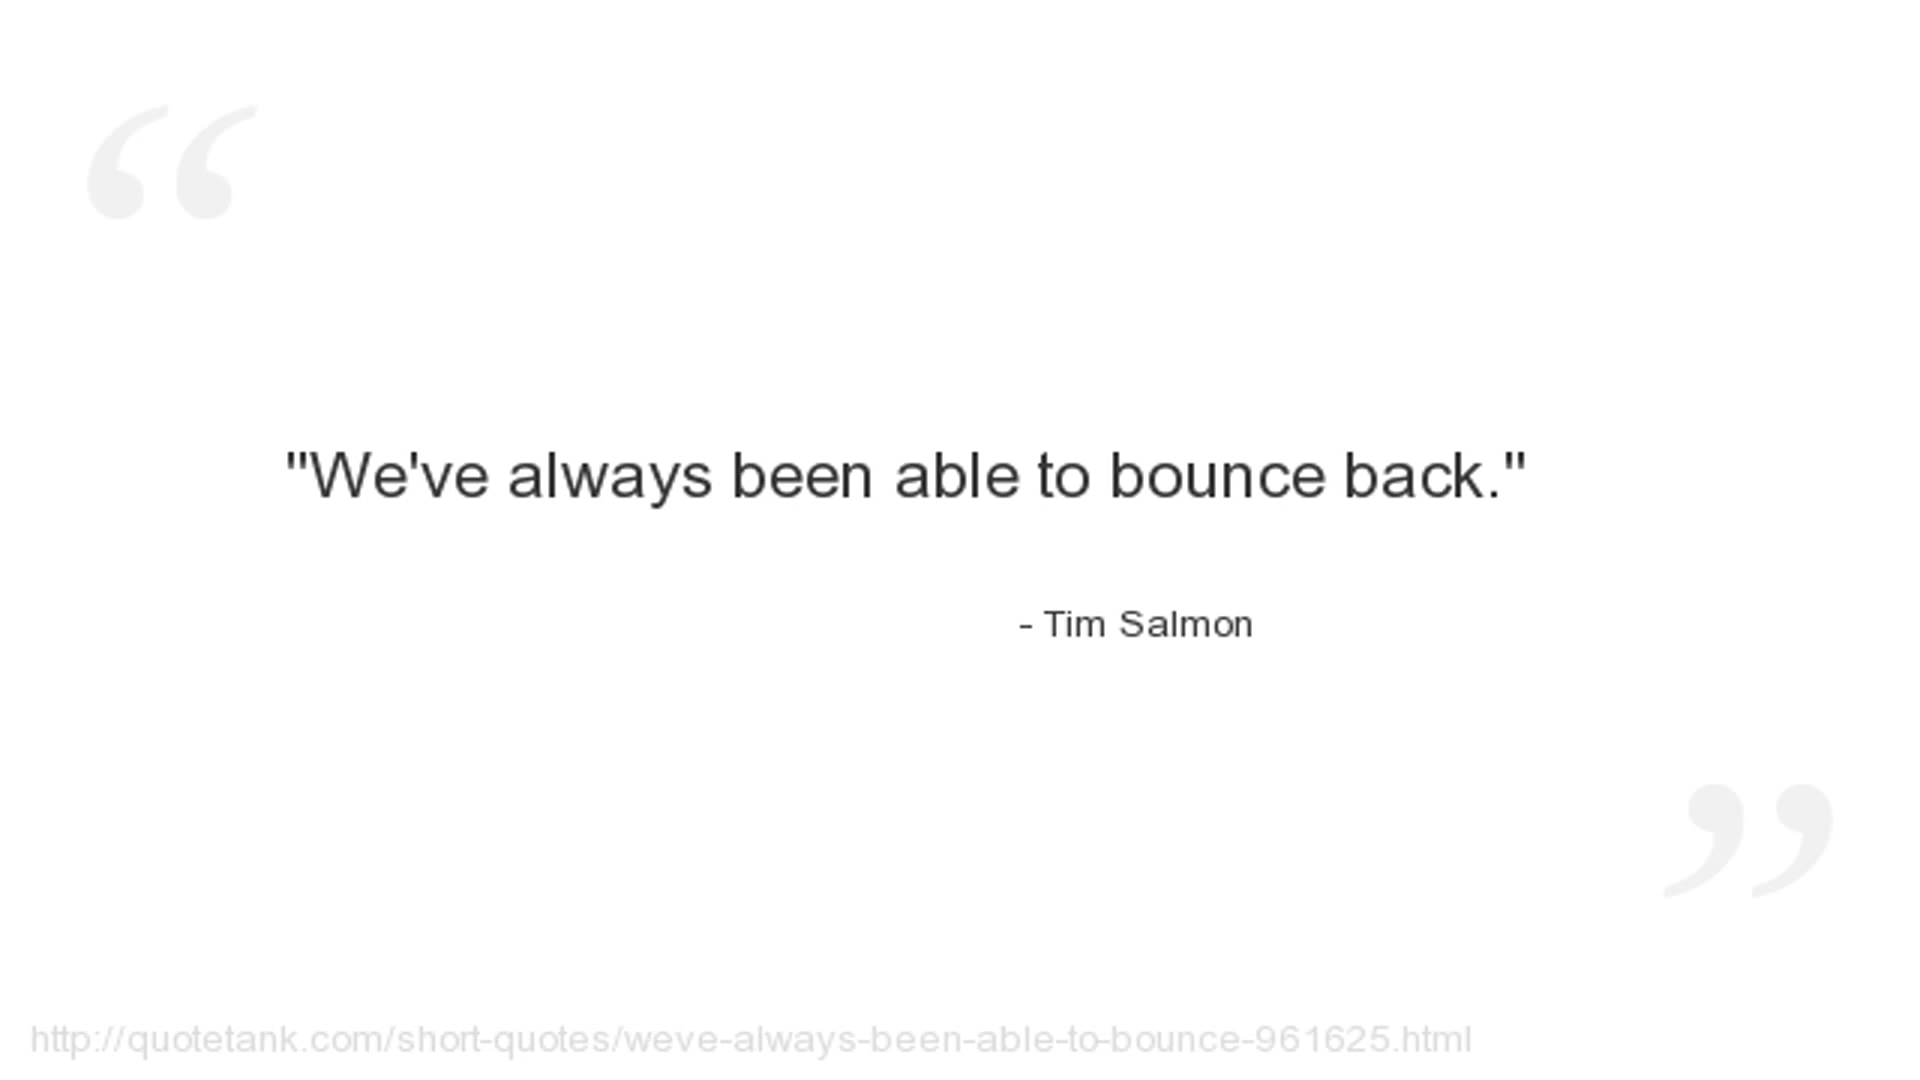 "We've always been able to bounce back."
- Tim Salmon
http://quotetank.com/short-quotes/weve-always-been-able-to-bounce-961625.html